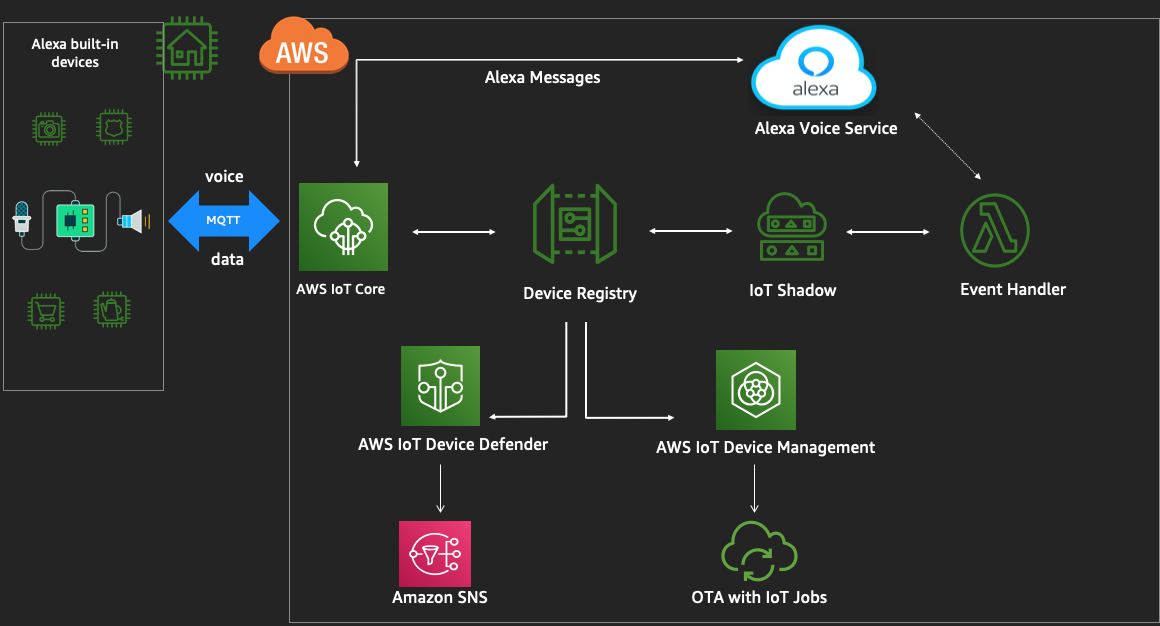 Alexa built-in
devices
AWS
Alexa Messages
alexa
Alexa Voice Service
voice
MQTT
data
AWS IoT Core
Device Registry
IoT Shadow
Event Handler
AWS IoT Device Defender
AWS IoT Device Management
Amazon SNS
OTA with IoT Jobs